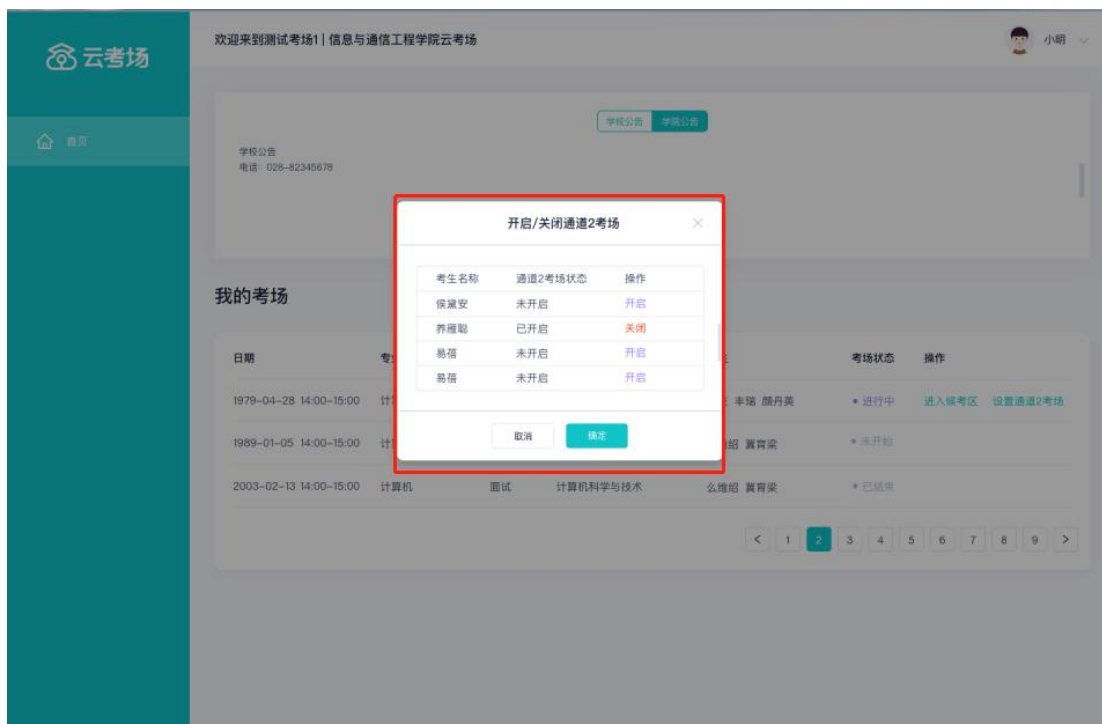 云考场
欢迎来到测试考场1 | 信息与通信工程学院云考场
小明
首页
学校公告 学院公告
学校公告
电话：028-82345678
开启/关闭通道2考场
考生名称 通道2考场状态 操作
侯黛安 未开启 开启
养雁聪 已开启 关闭
易蓓 未开启 开启
易蓓 未开启 开启
取消 确定
我的考场
日期 考场状态 操作
1979-04-28 14:00-15:00 丰瑞 颜丹英 进行中 进入候考区 设置通道2考场
1989-01-05 14:00-15:00 冀育梁 未开始
2003-02-13 14:00-15:00 计算机 面试 计算机科学与技术 么维绍 冀育梁 已结束
< 1 2 3 4 5 6 7 8 9 >